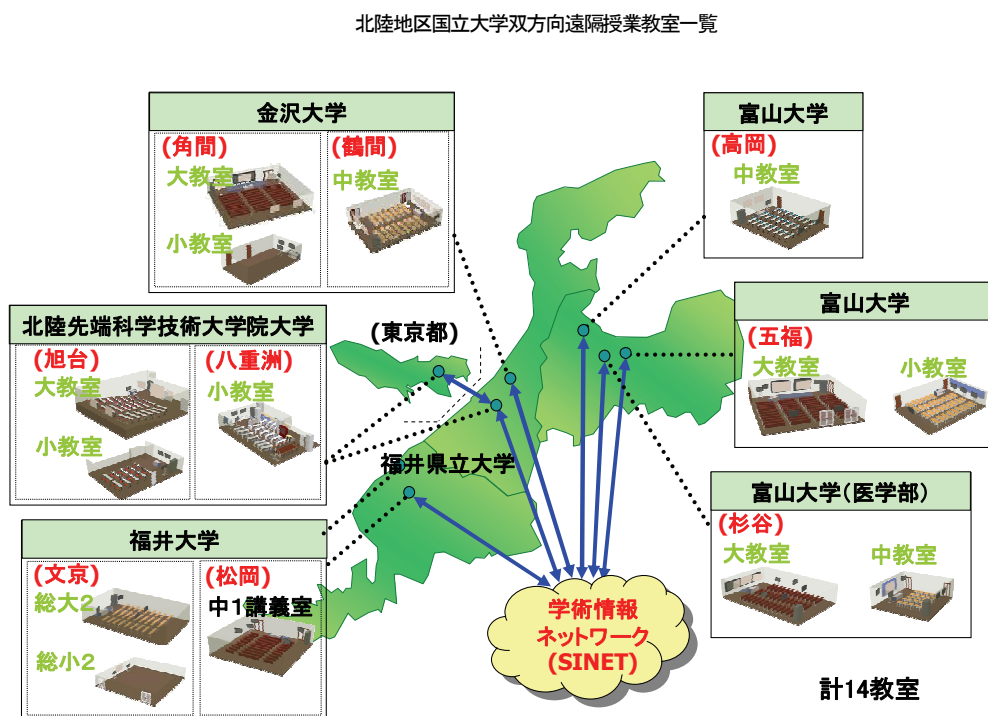 北陸地区国立大学双方向遠隔授業教室一覧
金沢大学
(角間)
大教室
小教室
(鶴間)
中教室
富山大学
(高岡)
中教室
北陸先端科学技術大学院大学
(旭台)
大教室
小教室
(八重洲)
小教室
(東京都)
富山大学
(五福)
大教室
小教室
福井県立大学
富山大学(医学部)
(杉谷)
大教室
中教室
福井大学
(文京)
総大2
総小2
(松岡)
中1講義室
学術情報
ネットワーク
(SINET)
計14教室